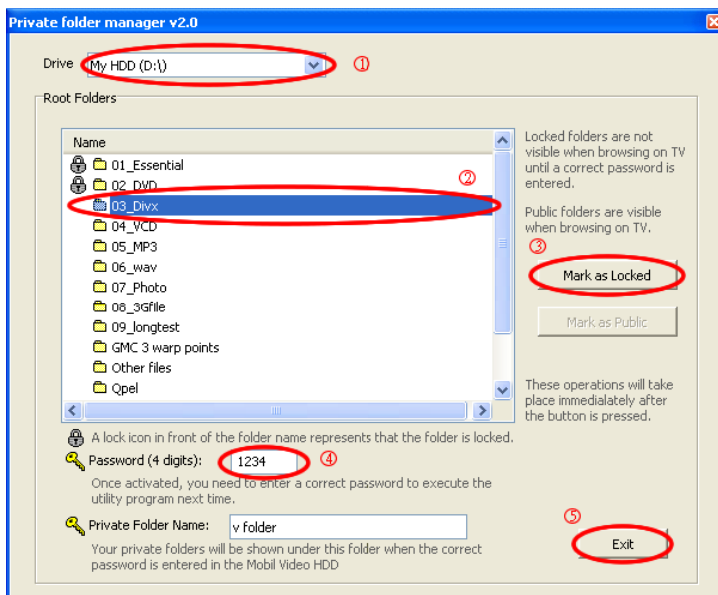 Private folder manager v2.0
Drive
My HDD (D:\)
①
Root Folders
Name
01_Essential
02_DVD
②
03_Divx
04_VCD
05_MP3
06_wav
07_Photo
08_3Gfile
09_longtest
GMC 3 warp points
Other files
Qpel
Locked folders are not
visible when browsing on TV
until a correct password is
entered.
Public folders are visible
when browsing on TV.
③
Mark as Locked
Mark as Public
These operations will take
place immedialately after
the button is pressed.
A lock icon in front of the folder name represents that the folder is locked.
Password (4 digits):
1234
④
Once activated, you need to enter a correct password to execute the
utility program next time.
Private Folder Name:
v folder
Your private folders will be shown under this folder when the correct
password is entered in the Mobil Video HDD
⑤
Exit